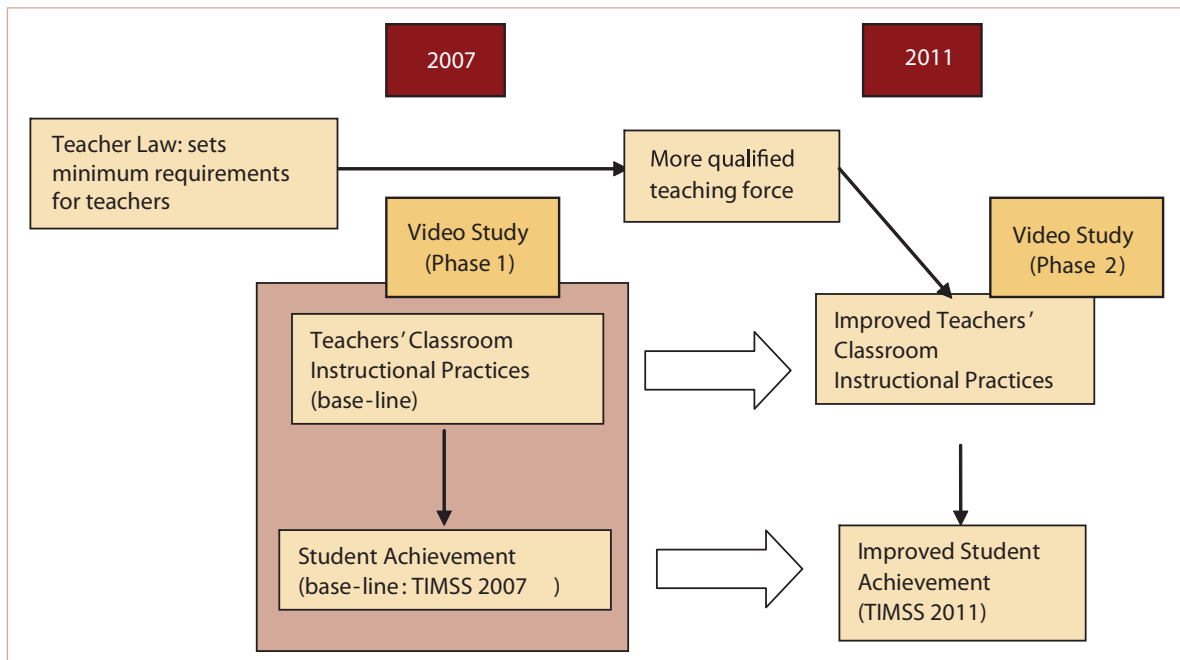 2007
2011
Teacher Law: sets
minimum requirements
for teachers
More qualified
teaching force
Video Study
(Phase 1)
Video Study
(Phase 2)
Teachers’ Classroom
Instructional Practices
(base-line)
Improved Teachers’
Classroom
Instructional Practices
Student Achievement
(base-line: TIMSS 2007 )
Improved Student
Achievement
(TIMSS 2011)